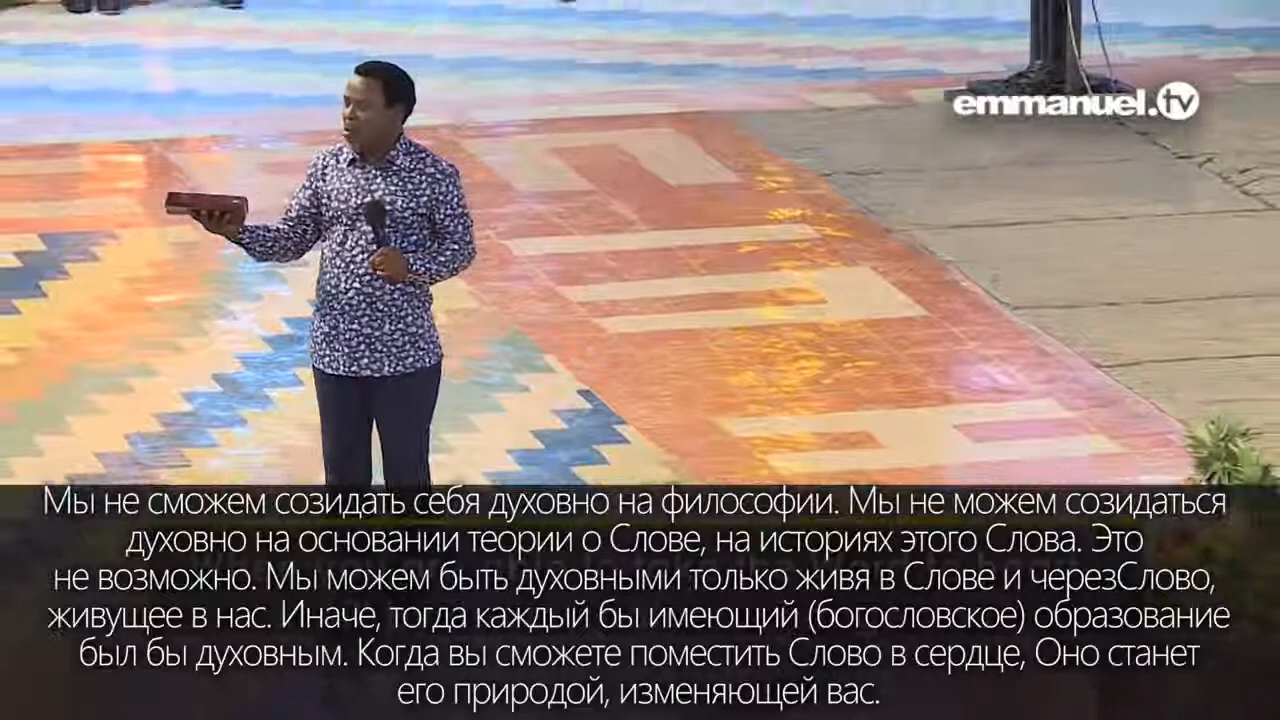 emmanuel.tv
Мы не сможем созидать себя духовно на философии. Мы не можем созидаться
духовно на основании теории о Слове, на историях этого Слова. Это
не возможно. Мы можем быть духовными только живя в Слове и черезСлово,
живущее в нас. Иначе, тогда каждый бы имеющий (богословское) образование
был бы духовным. Когда вы сможете поместить Слово в сердце, Оно станет
его природой, изменяющей вас.